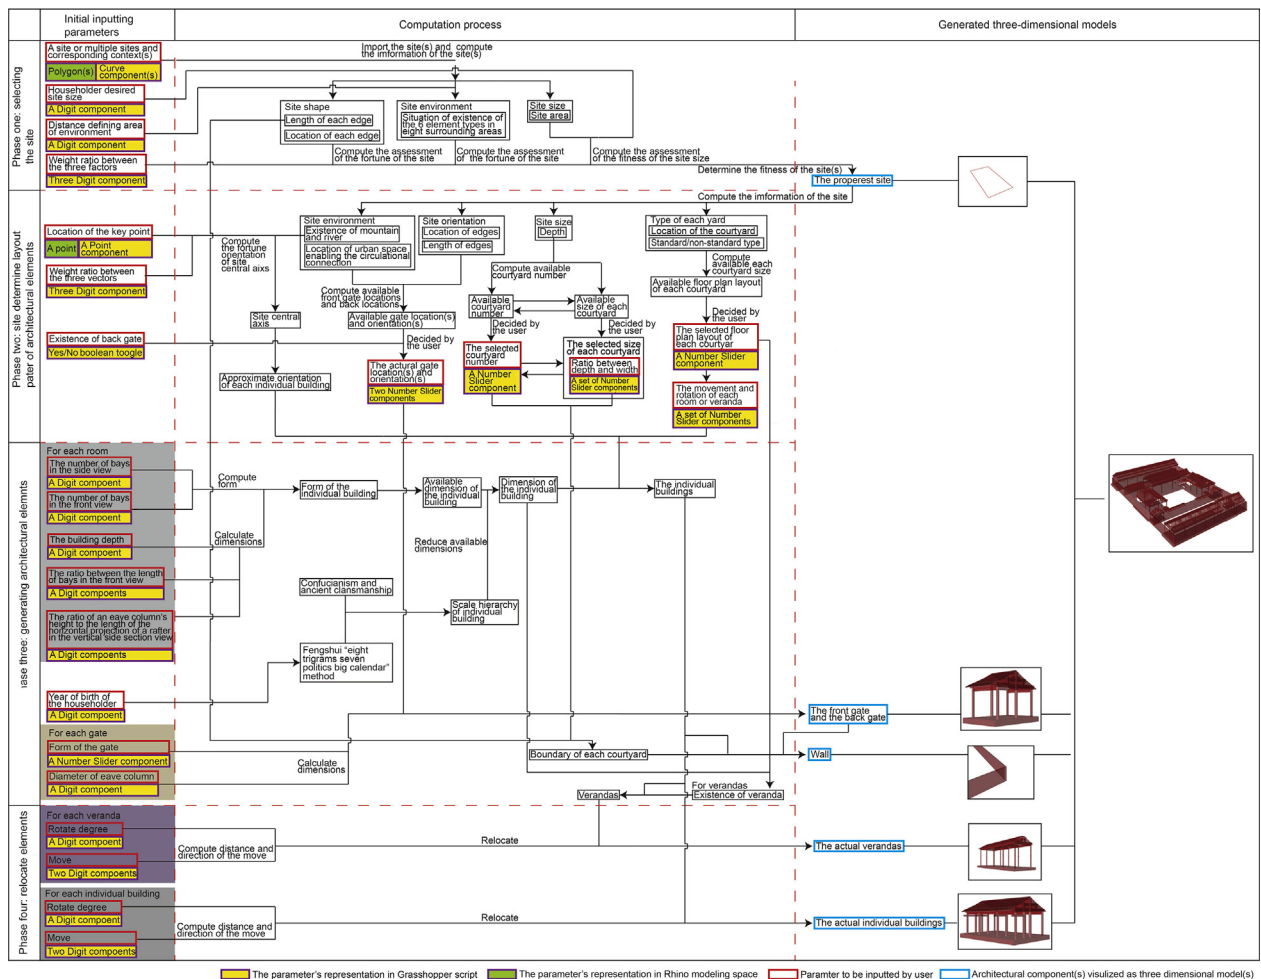 Initial inputting
parameters
Computation process
Generated three-dimensional models
Phase one: selecting
the site
A site or multiple sites and
corresponding context(s)
Polygon(s)
Curve
component(s)
Householder desired
site size
A Digit component
Distance defining area
of environment
A Digit component
Weight ratio between
the three factors
Three Digit component
Import the site(s) and compute
the imformation of the site(s)
Site shape
Length of each edge
Location of each edge
Site environment
Situation of existence of
the 6 element types in
eight surrounding areas
Site size
Site area
Compute the assessment
of the fortune of the site
Compute the assessment
of the fortune of the site
Compute the assessment
of the fitness of the site size
Determine the fitness of the site(s)
The properest site
Phase two: site determine layout
pater of architectural elements
Location of the key point
A point
A Point
component
Weight ratio between
the three vectors
Three Digit component
Existence of back gate
Yes/No boolean toogle
Compute the imformation of the site
Compute
the fortune
orientation
of site
central aixs
Site environment
Existence of mountain
and river
Location of urban space
enabling the circulational
connection
Site orientation
Location of edges
Length of edges
Site size
Depth
Type of each yard
Location of the courtyard
Standard/non-standard type
Compute available
front gate locations
and back locations
Compute available
courtyard number
Compute
available each
courtyard size
Available floor plan layout
of each courtyard
Site central
axis
Available gate location(s)
and orientation(s)
Available
courtyard number
Available
size of each
courtyard
Decided by
the user
Decided by
the user
Decided by
the user
Decided by
the user
Approximate orientation
of each individual building
The actural gate
location(s) and
orientation(s)
Two Number Slider
components
The selected
courtyard
number
A Number
Slider
component
The selected size
of each courtyard
Ratio between
depth and width
A set of Number
Slider components
The selected floor
plan layout of
each courtyar
A Number Slider
component
The movement and
rotation of each
room or veranda
A set of Number
Slider components
ase three: generating architectural elemnts
For each room
The number of bays
in the side view
A Digit compoent
The number of bays
in the front view
A Digit compoent
The building depth
A Digit compoent
The ratio between the length
of bays in the front view
A Digit compoents
The ratio of an eave column's
height to the length of the
horizontal projection of a rafter
in the vertical side section view
A Digit compoents
Year of birth of
the householder
A Digit compoent
For each gate
Form of the gate
A Number Slider component
Diameter of eave column
A Digit component
Compute
form
Calculate
dimensions
Form of the
individual building
Available
dimension of
the individual
building
Dimension of
the individual
building
The individual
buildings
Reduce available
dimensions
Confucianism and
ancient clansmanship
Scale hierarchy
of individual
building
Fengshui "eight
trigrams seven
politics big calendar"
method
Calculate
dimensions
The front gate
and the back gate
Boundary of each courtyard
Wall
For verandas
Verandas
Existence of veranda
Phase four: relocate elements
For each veranda
Rotate degree
A Digit compoent
Move
Two Digit compoents
Compute distance and
direction of the move
Relocate
The actual verandas
For each individual building
Rotate degree
A Digit compoent
Move
Two Digit compoents
Compute distance and
direction of the move
Relocate
The actual individual buildings
The parameter's representation in Grasshopper script
The parameter's representation in Rhino modeling space
Paramter to be inputted by user
Architectural component(s) visulized as three dimensional model(s)